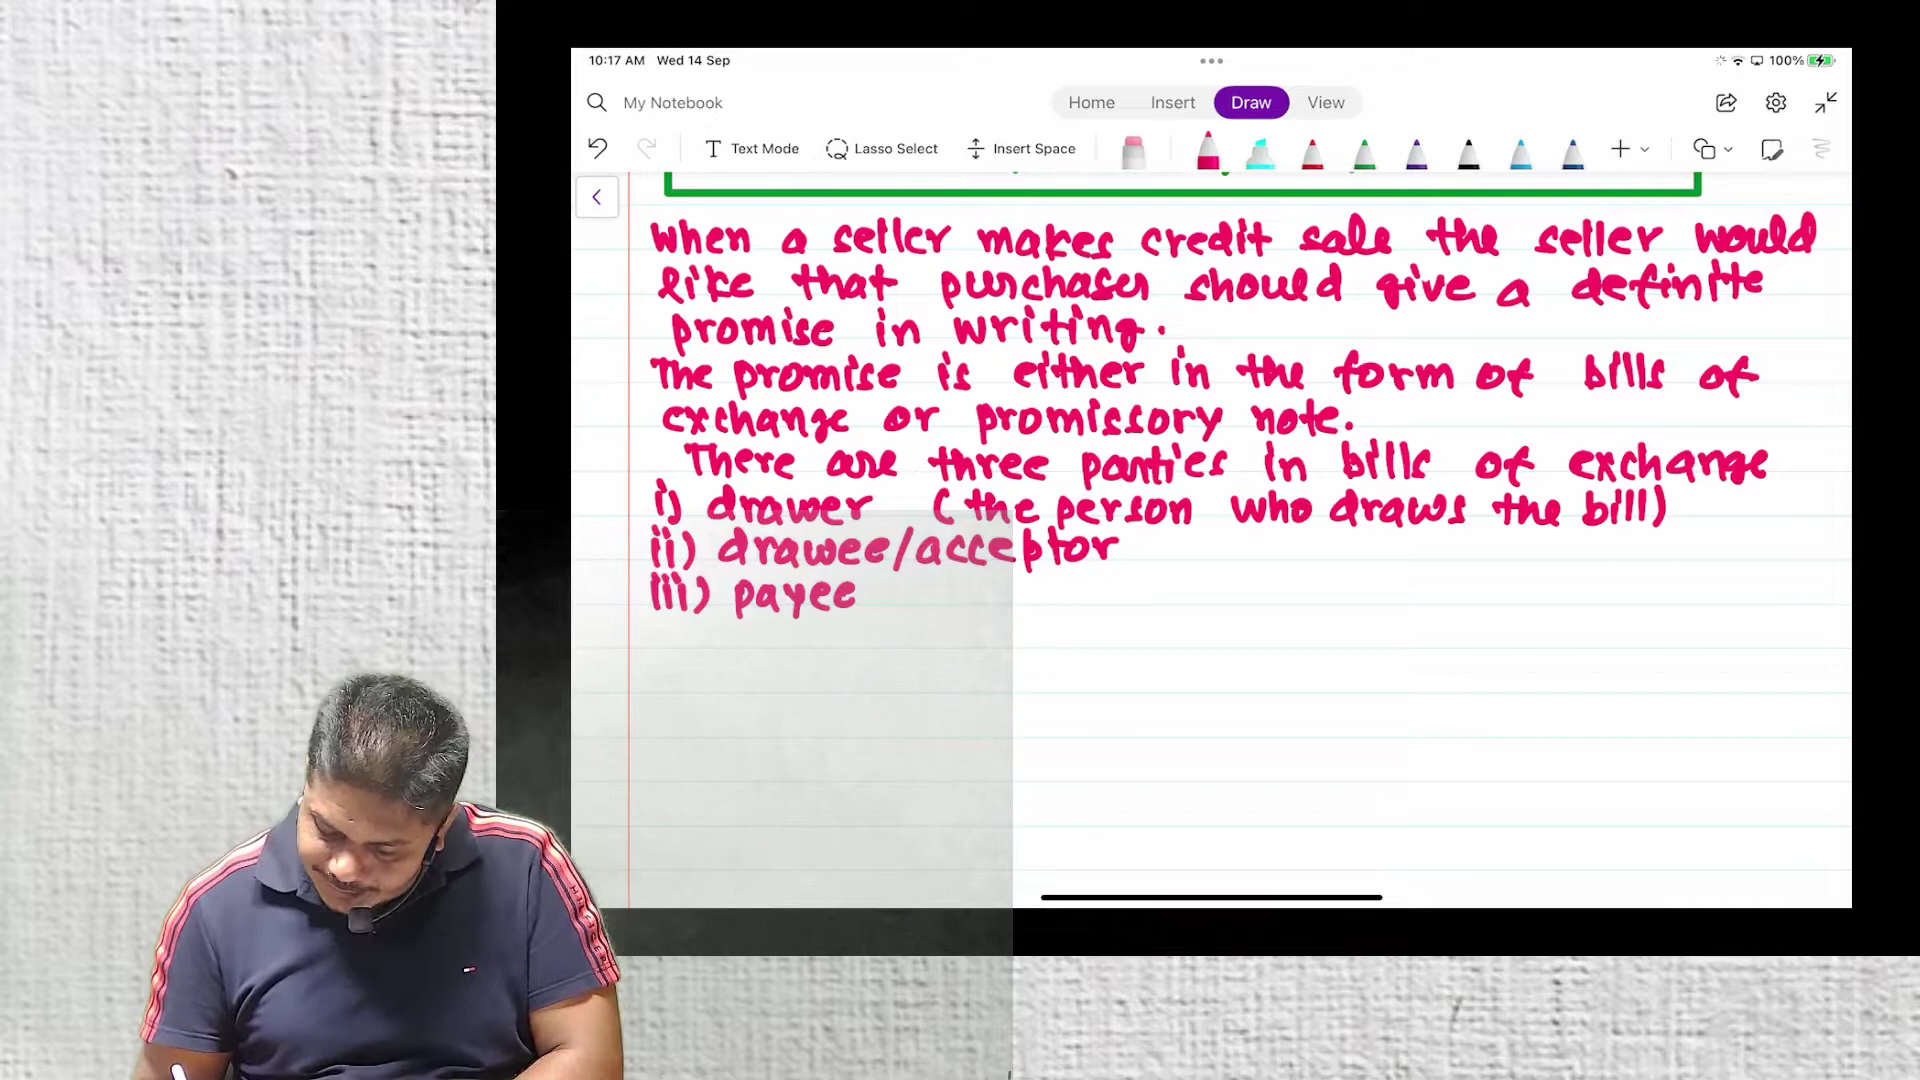 10:17 AM Wed 14 Sep
100%
My Notebook
Home Insert Draw View
Text Mode Lasso Select Insert Space
When a seller makes credit sale the seller would
like that purchaser should give a definite
promise in writing.
The promise is either in the form of bills of
exchange or promissory note.
There are three parties in bills of exchange
i) drawer (the person who draws the bill)
ii) drawee/acceptor
iii) payee